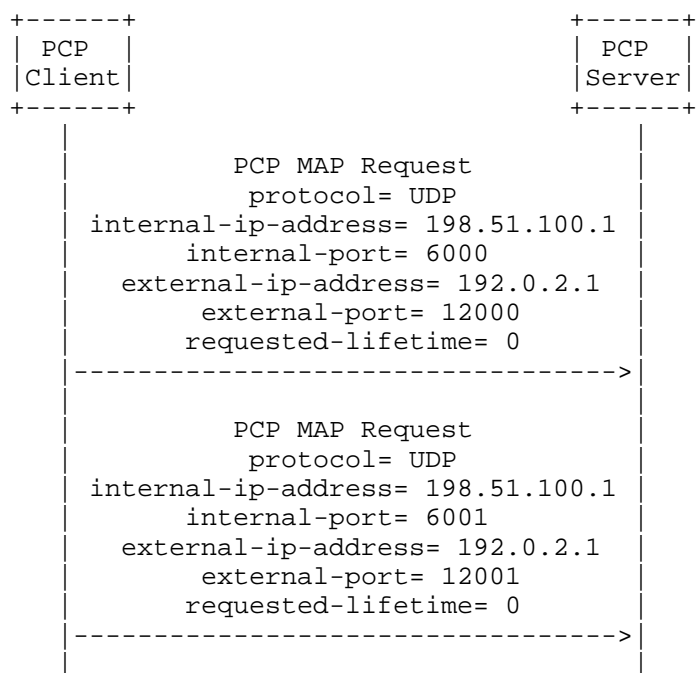 PCP PCP
Client Server
PCP MAP Request
protocol= UDP
internal-ip-address= 198.51.100.1
internal-port= 6000
external-ip-address= 192.0.2.1
external-port= 12000
requested-lifetime= 0
PCP MAP Request
protocol= UDP
internal-ip-address= 198.51.100.1
internal-port= 6001
external-ip-address= 192.0.2.1
external-port= 12001
requested-lifetime= 0